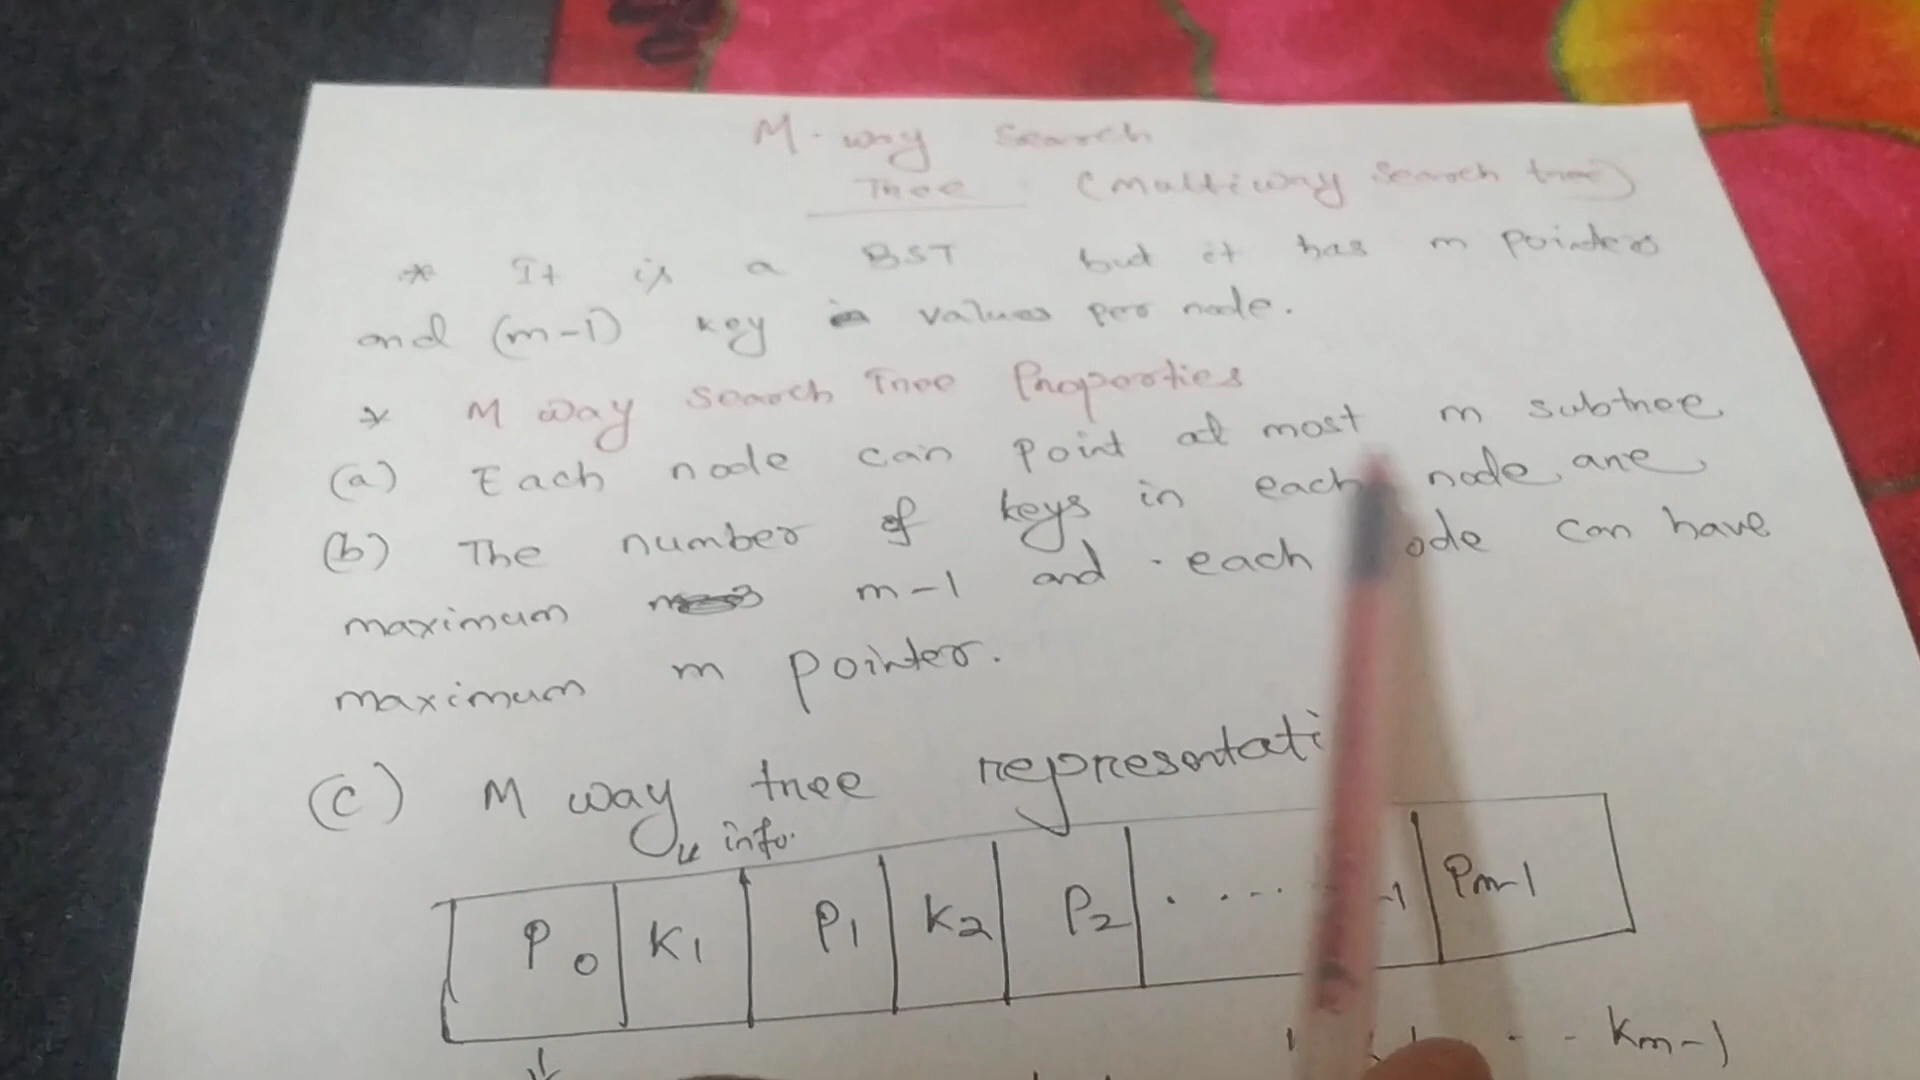 M-way Search
Tree (Multiway Search tree)
* It is a BST but it has m pointers
and (m-1) key values per node.
* M way Search Tree Properties
(a) Each node can point at most m subtree
(b) The number of keys in each node are
maximum m-1 and each ode can have
maximum m pointer.
(c) M way tree representati
info.
P0 K1 P1 K2 P2 ..... -1 Pm-1
- - Km-1